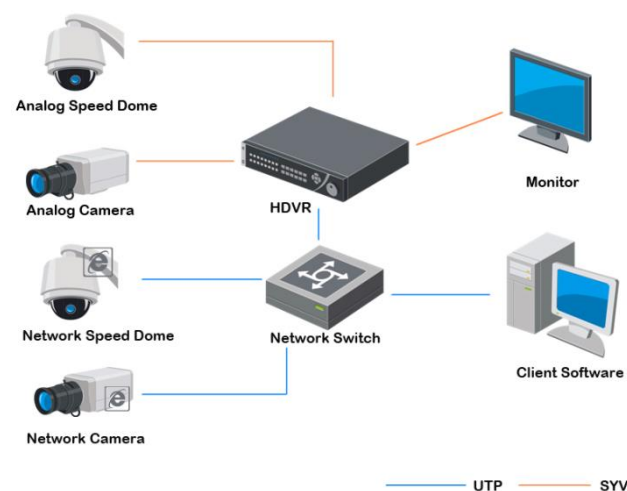 Analog Speed Dome
Analog Camera
HDVR
Monitor
Network Speed Dome
Network Switch
Client Software
Network Camera
UTP
SYV